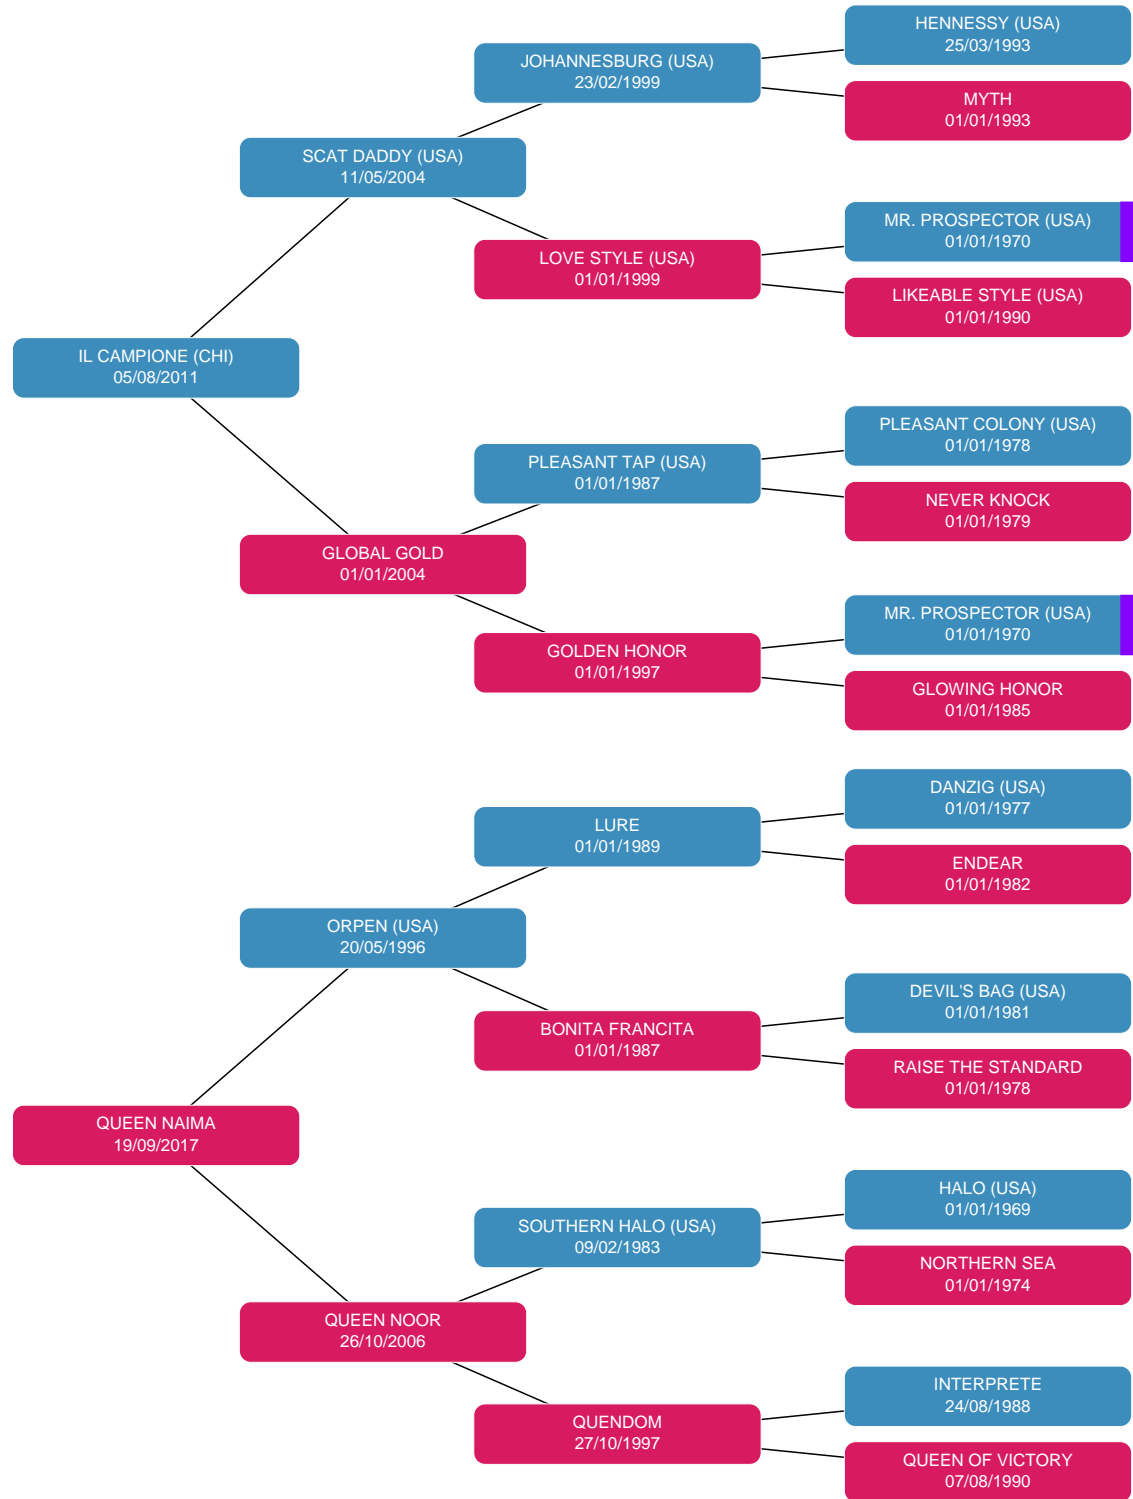 HENNESSY (USA)
25/03/1993
JOHANNESBURG (USA)
23/02/1999
MYTH
01/01/1993
SCAT DADDY (USA)
11/05/2004
MR. PROSPECTOR (USA)
01/01/1970
LOVE STYLE (USA)
01/01/1999
LIKEABLE STYLE (USA)
01/01/1990
IL CAMPIONE (CHI)
05/08/2011
PLEASANT COLONY (USA)
01/01/1978
PLEASANT TAP (USA)
01/01/1987
NEVER KNOCK
01/01/1979
GLOBAL GOLD
01/01/2004
MR. PROSPECTOR (USA)
01/01/1970
GOLDEN HONOR
01/01/1997
GLOWING HONOR
01/01/1985
DANZIG (USA)
01/01/1977
LURE
01/01/1989
ENDEAR
01/01/1982
ORPEN (USA)
20/05/1996
DEVIL'S BAG (USA)
01/01/1981
BONITA FRANCITA
01/01/1987
RAISE THE STANDARD
01/01/1978
QUEEN NAIMA
19/09/2017
HALO (USA)
01/01/1969
SOUTHERN HALO (USA)
09/02/1983
NORTHERN SEA
01/01/1974
QUEEN NOOR
26/10/2006
INTERPRETE
24/08/1988
QUENDOM
27/10/1997
QUEEN OF VICTORY
07/08/1990